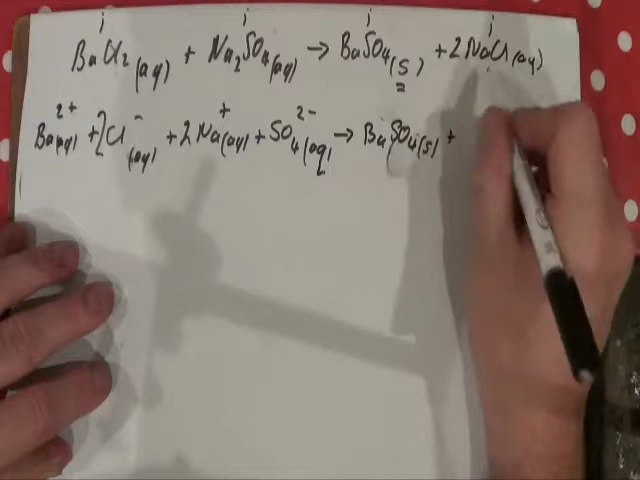 i i i i
BaCl₂(aq) + Na₂SO₄(aq) → BaSO₄(s) + 2NaCl(aq)
Ba²⁺(aq) + 2Cl⁻(aq) + 2Na⁺(aq) + SO₄²⁻(aq) → BaSO₄(s) +